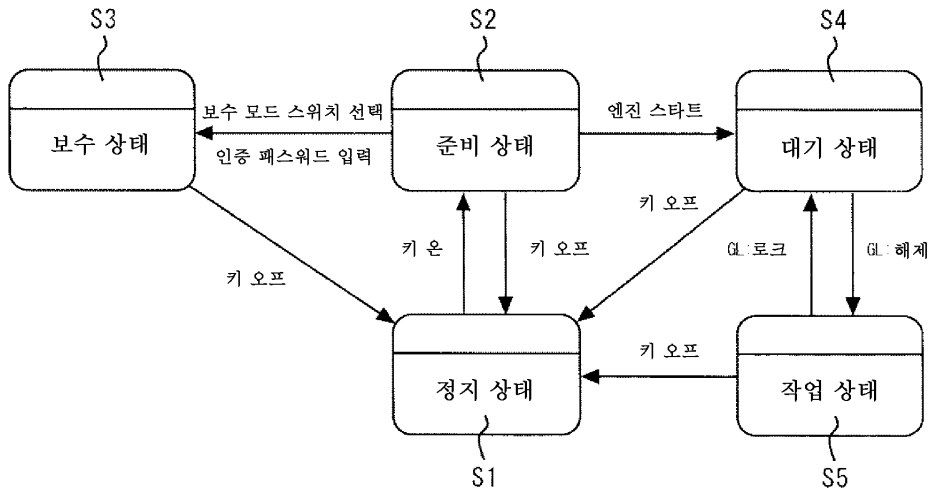 S3
S2
S4
보수 상태
보수 모드 스위치 선택
인증 패스워드 입력
준비 상태
엔진 스타트
대기 상태
키 오프
키 온
키 오프
키 오프
GL:로크
GL:해제
정지 상태
키 오프
작업 상태
S1
S5